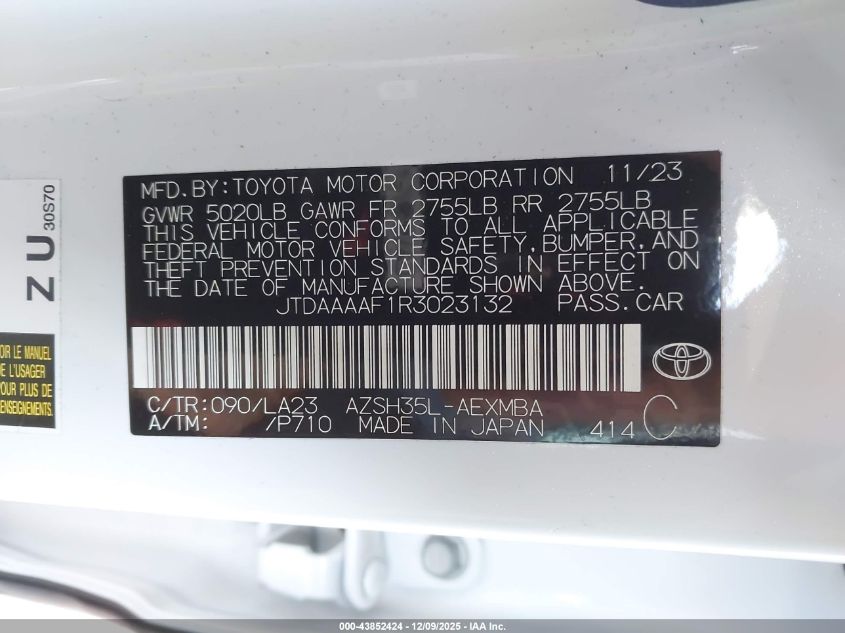 MFD.BY:TOYOTA MOTOR CORPORATION 11/23
GVWR 5020LB GAWR FR 2755LB RR 2755LB
THIS VEHICLE CONFORMS TO ALL APPLICABLE
FEDERAL MOTOR VEHICLE SAFETY,BUMPER,AND
THEFT PREVENTION STANDARDS IN EFFECT ON
THE DATE OF MANUFACTURE SHOWN ABOVE.
JTDAAAAF1R3023132 PASS.CAR
C/TR:090/LA23 AZSH35L-AEXMBA
A/TM: /P710 MADE IN JAPAN 414 C
Z U 30S70
OIR LE MANUEL
E L'USAGER
POUR PLUS DE
ENSEIGNEMENTS.
000-43852424 - 12/09/2025 - IAA Inc.